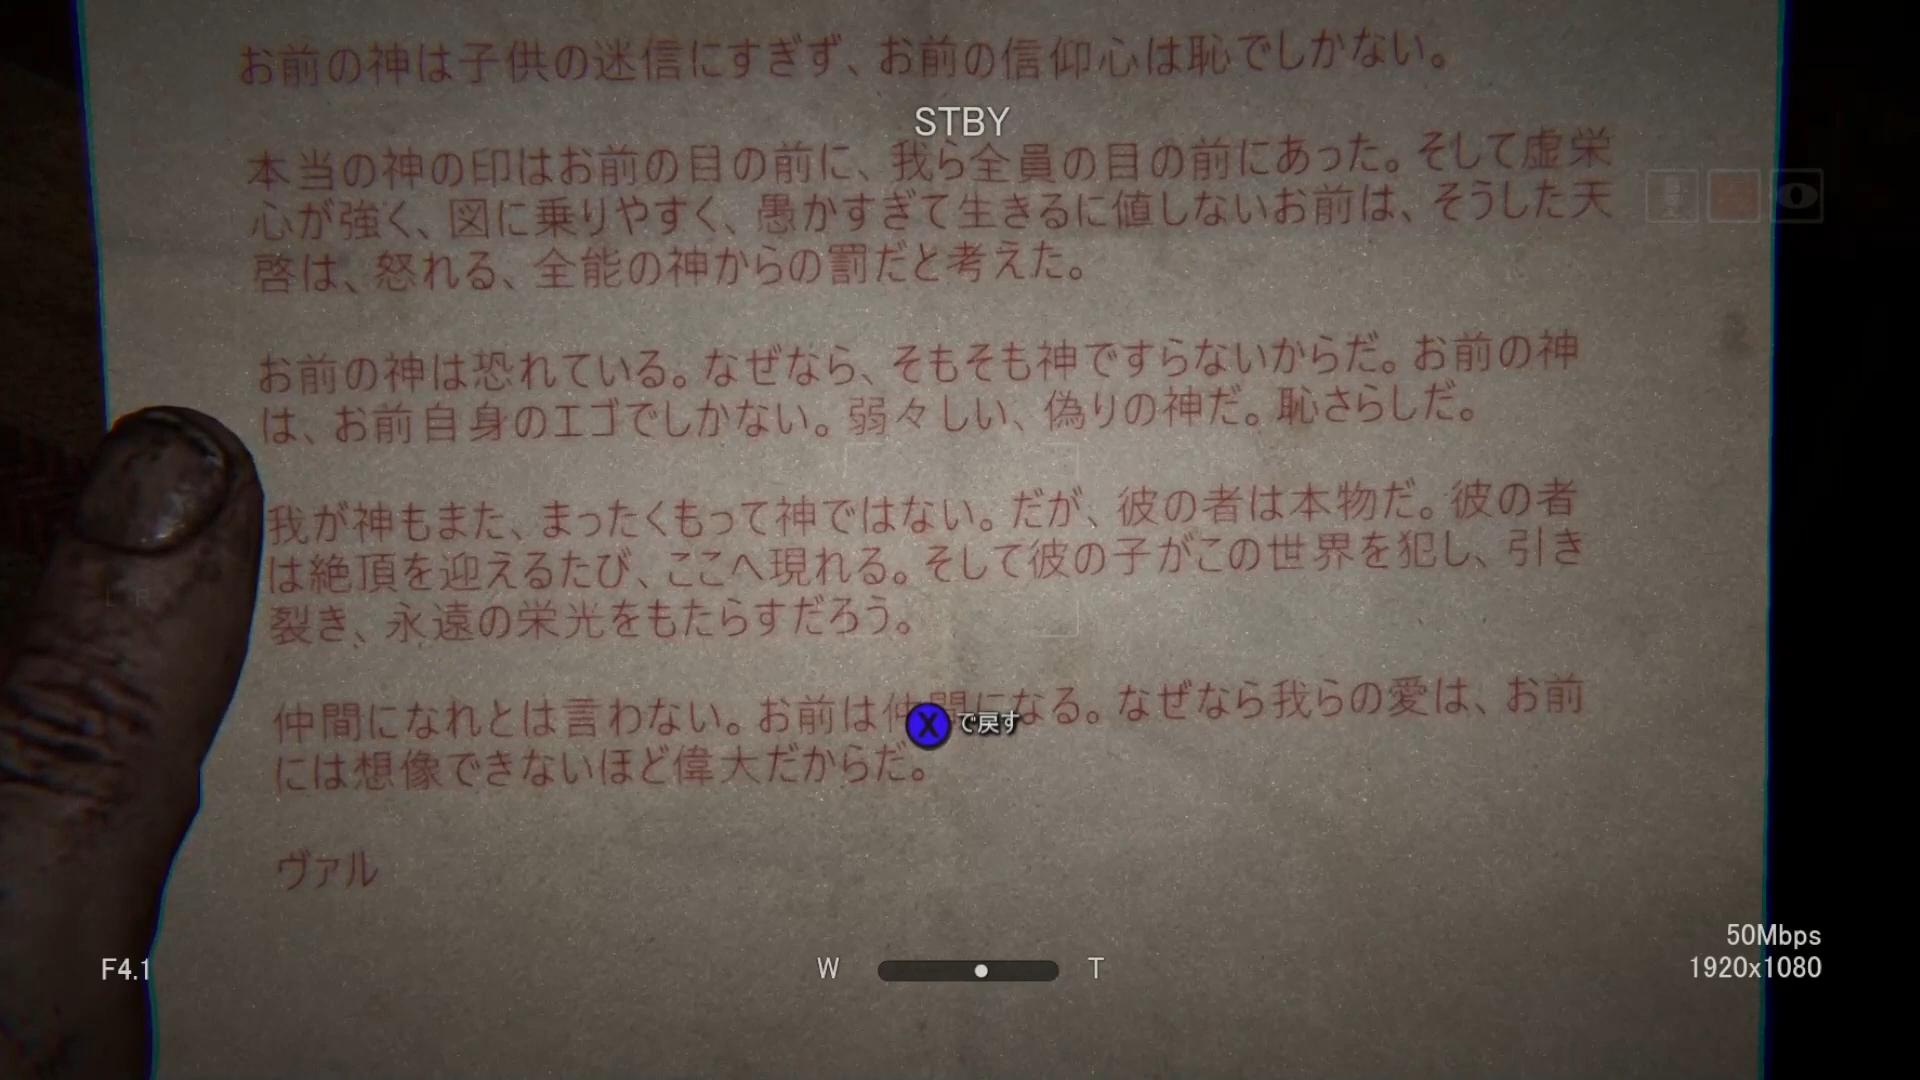 お前の神は子供の迷信にすぎず、お前の信仰心は恥でしかない。
STBY
本当の神の印はお前の目の前に、我ら全員の目の前にあった。そして虚栄
心が強く、図に乗りやすく、愚かすぎて生きるに値しないお前は、そうした天
啓は、怒れる、全能の神からの罰だと考えた。
お前の神は恐れている。なぜなら、そもそも神ですらないからだ。お前の神
は、お前自身のエゴでしかない。弱々しい、偽りの神だ。恥さらしだ。
我が神もまた、まったくもって神ではない。だが、彼の者は本物だ。彼の者
は絶頂を迎えるたび、ここへ現れる。そして彼の子がこの世界を犯し、引き
裂き、永遠の栄光をもたらすだろう。
仲間になれとは言わない。お前は仲間になる。なぜなら我らの愛は、お前
Xで戻す
には想像できないほど偉大だからだ。
ヴァル
50Mbps
F4.1
W T
1920x1080